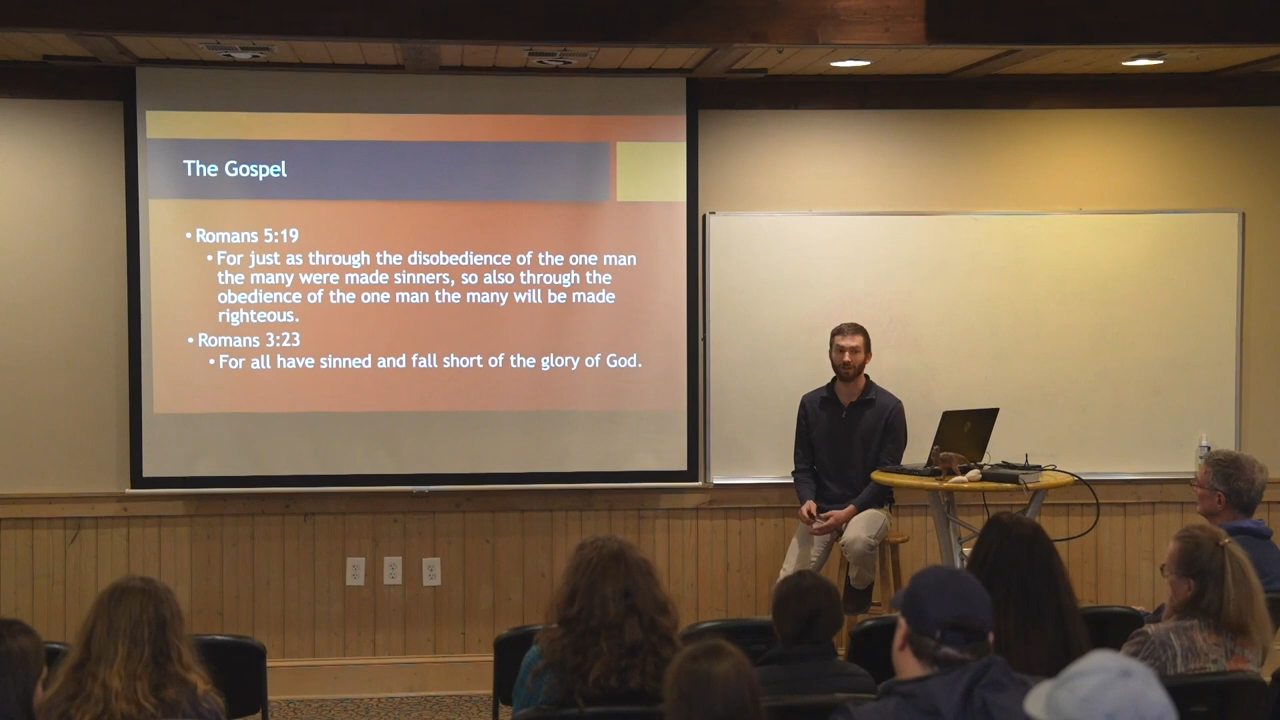 The Gospel
• Romans 5:19
• For just as through the disobedience of the one man
the many were made sinners, so also through the
obedience of the one man the many will be made
righteous.
• Romans 3:23
• For all have sinned and fall short of the glory of God.